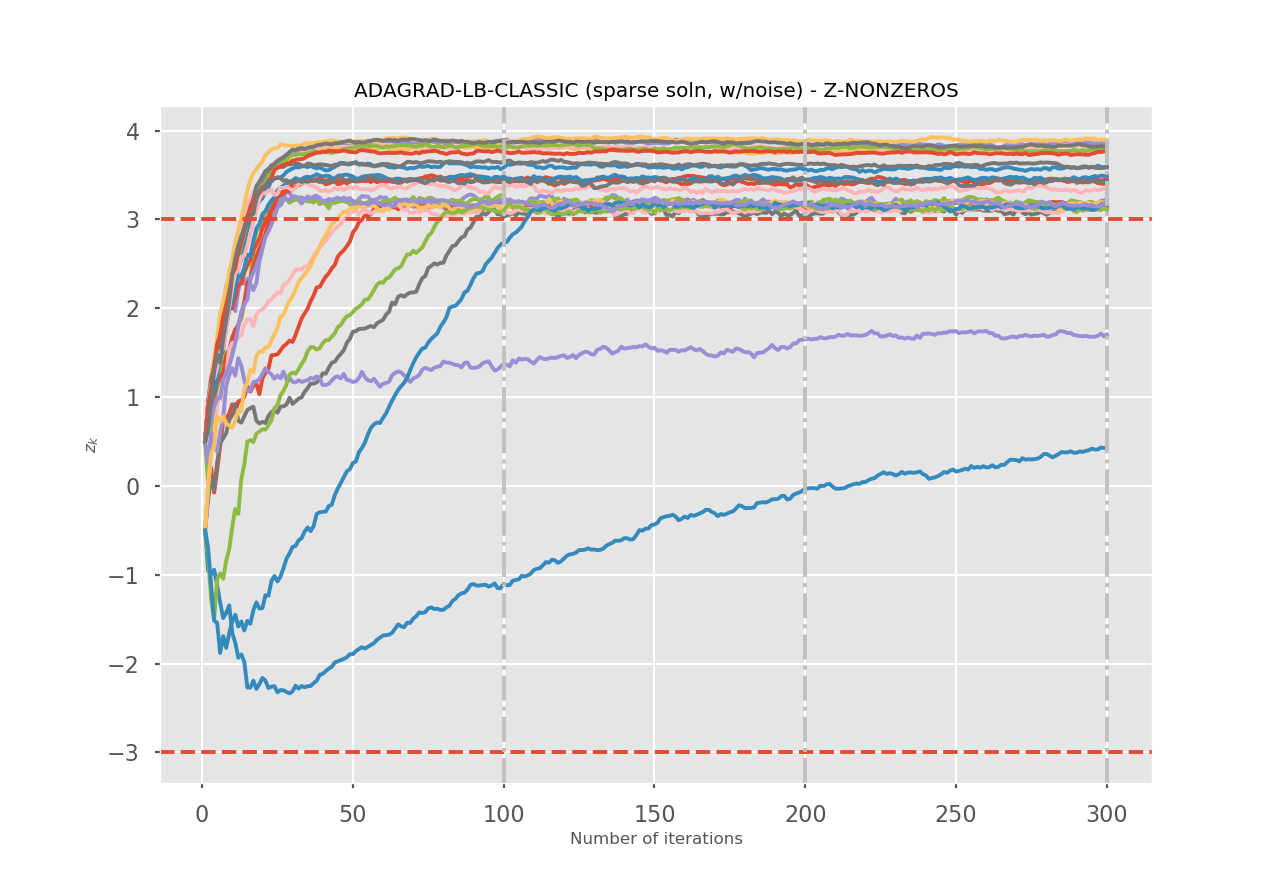 ADAGRAD-LB-CLASSIC (sparse soln, w/noise) - Z-NONZEROS
4
3
2
1
0
−1
−2
−3
z_k
0 50 100 150 200 250 300
Number of iterations